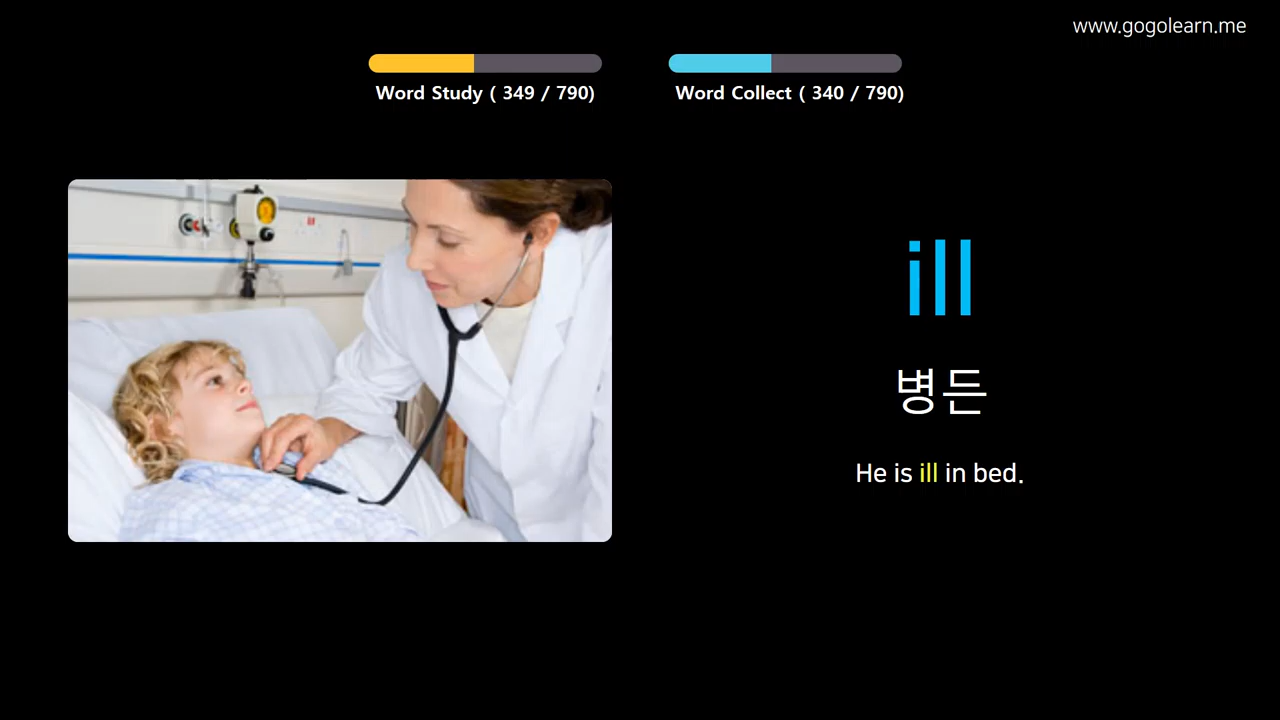 www.gogolearn.me
Word Study ( 349 / 790)
Word Collect ( 340 / 790)
ill
병든
He is ill in bed.